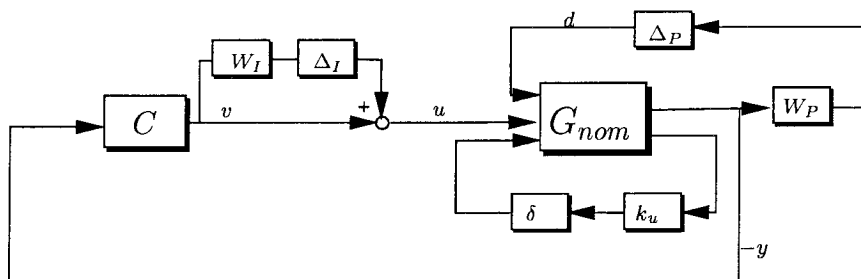 d
Δ_P
W_I
Δ_I
C
v
+
u
G_nom
W_P
δ
k_u
-y